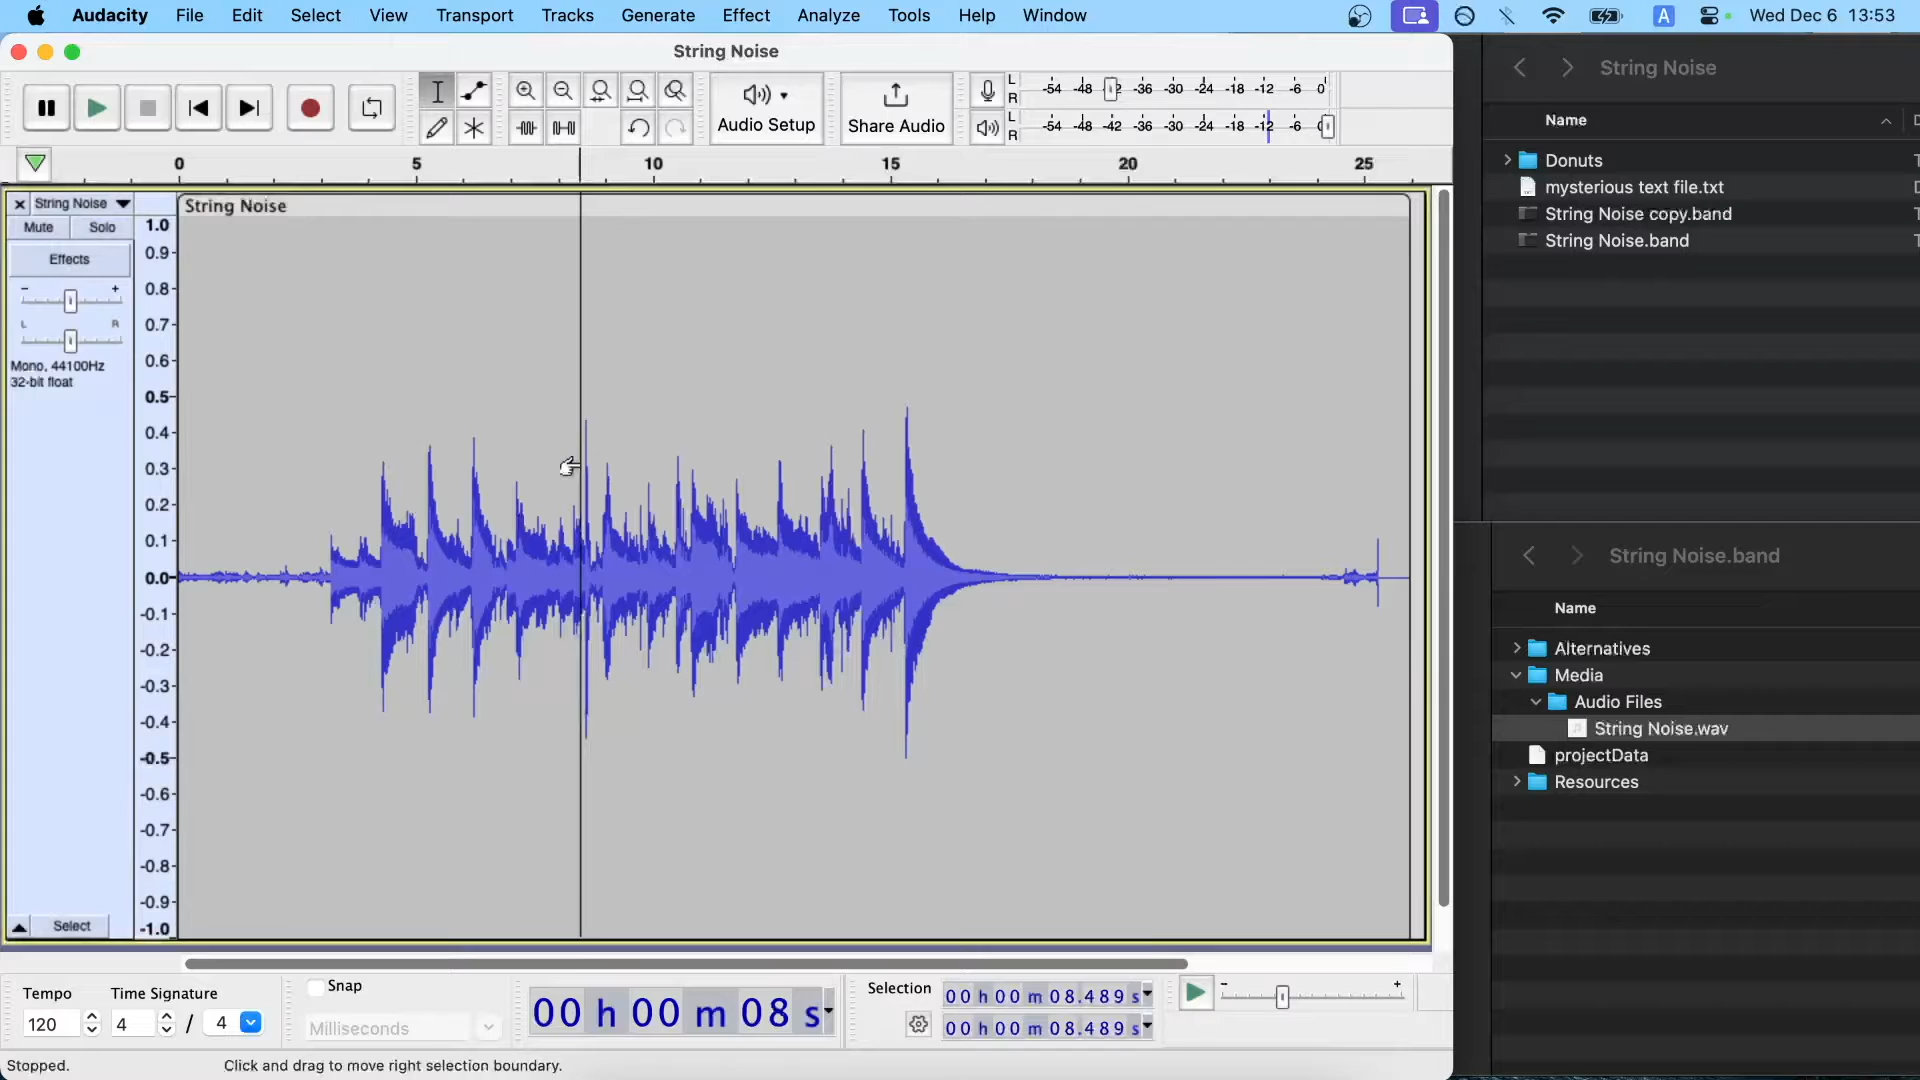 Audacity File Edit Select View Transport Tracks Generate Effect Analyze Tools Help Window A Wed Dec 6 13:53
String Noise
Audio Setup
Share Audio
L R -54 -48 -36 -30 -24 -18 -12 -6 0
L R -54 -48 -42 -36 -30 -24 -18 -12 -6
0 5 10 15 20 25
String Noise
Mute Solo
Effects
- +
L R
Mono, 44100Hz
32-bit float
Select
1.0
0.9
0.8
0.7
0.6
0.5
0.4
0.3
0.2
0.1
0.0
-0.1
-0.2
-0.3
-0.4
-0.5
-0.6
-0.7
-0.8
-0.9
-1.0
String Noise
Tempo
120
Time Signature
4 / 4
Snap
Milliseconds
00 h 00 m 08 s
Selection
00 h 00 m 08.489 s
00 h 00 m 08.489 s
- +
Stopped. Click and drag to move right selection boundary.
String Noise
Name
Donuts
mysterious text file.txt
String Noise copy.band
String Noise.band
String Noise.band
Name
Alternatives
Media
Audio Files
String Noise.wav
projectData
Resources